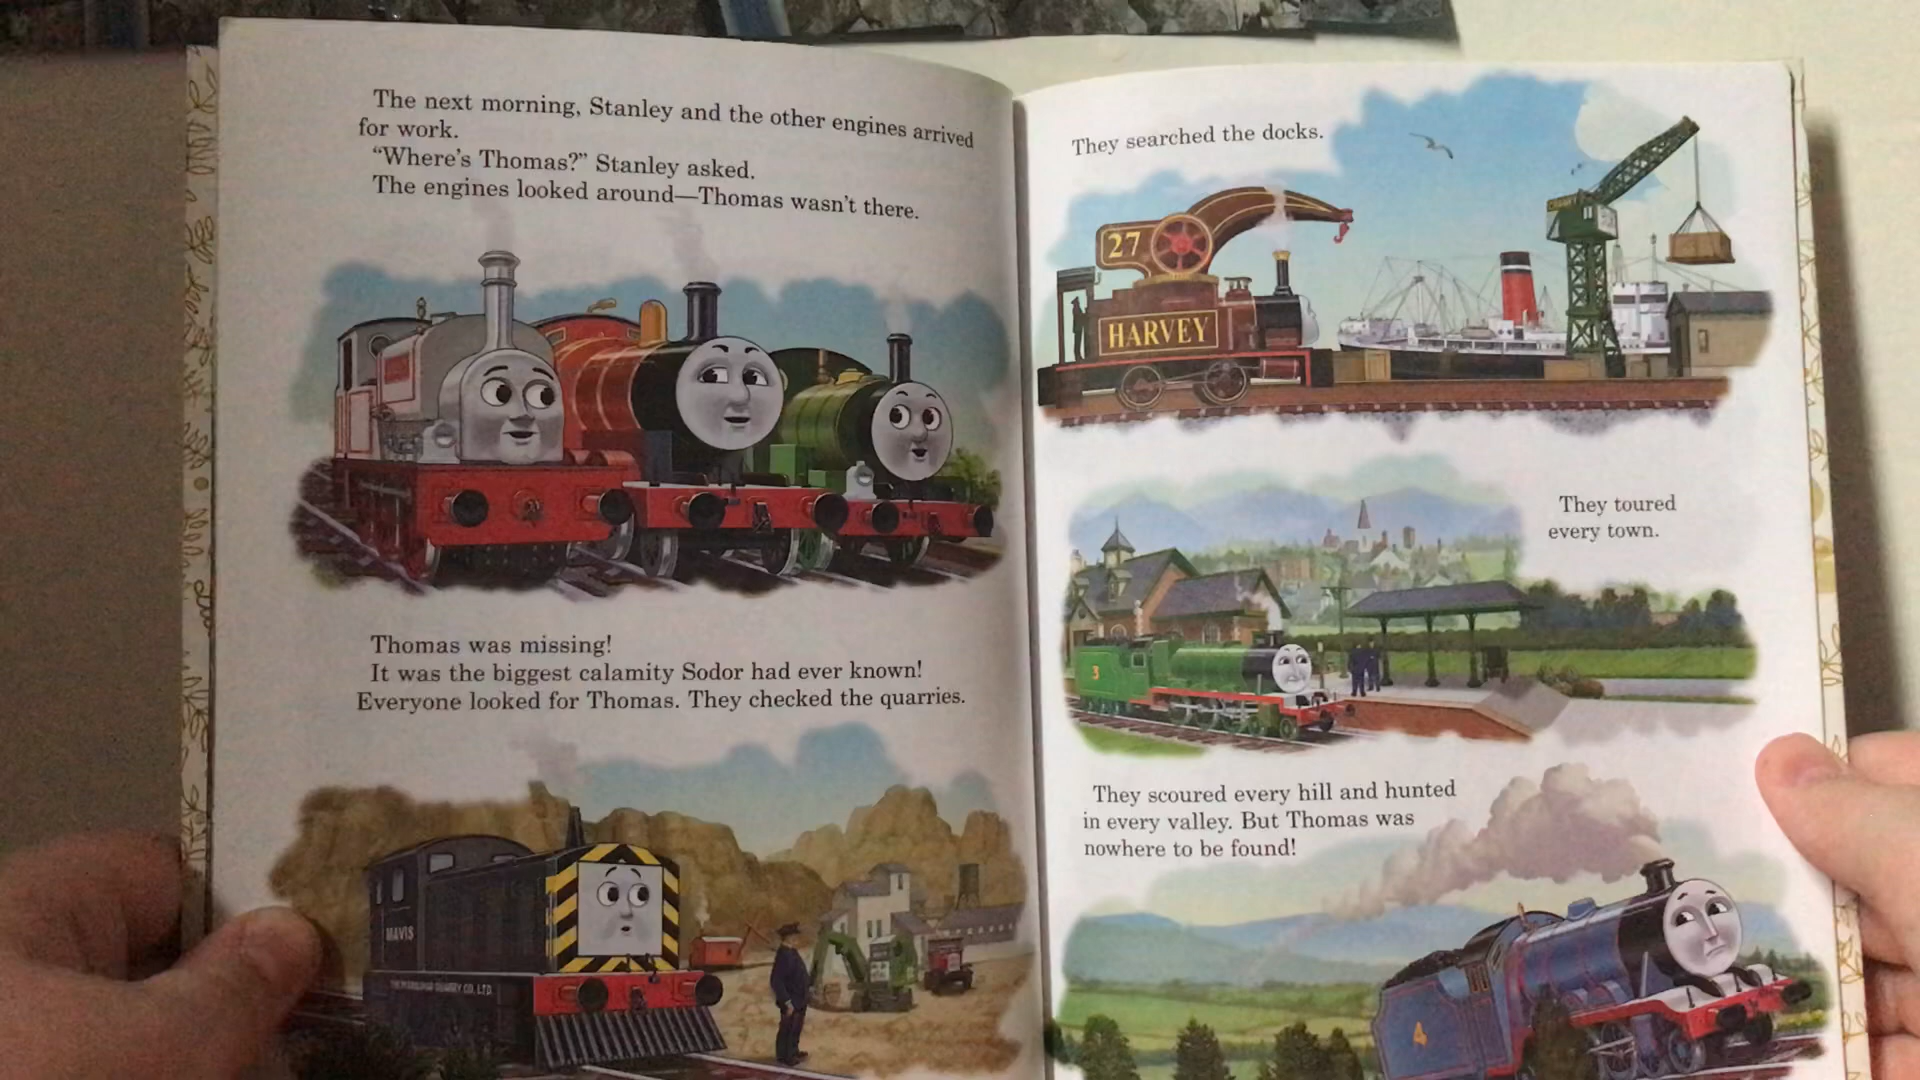 The next morning, Stanley and the other engines arrived
for work.
“Where’s Thomas?” Stanley asked.
The engines looked around—Thomas wasn’t there.
Thomas was missing!
It was the biggest calamity Sodor had ever known!
Everyone looked for Thomas. They checked the quarries.
MAVIS
They searched the docks.
27
HARVEY
CRANKY
They toured
every town.
3
They scoured every hill and hunted
in every valley. But Thomas was
nowhere to be found!
4